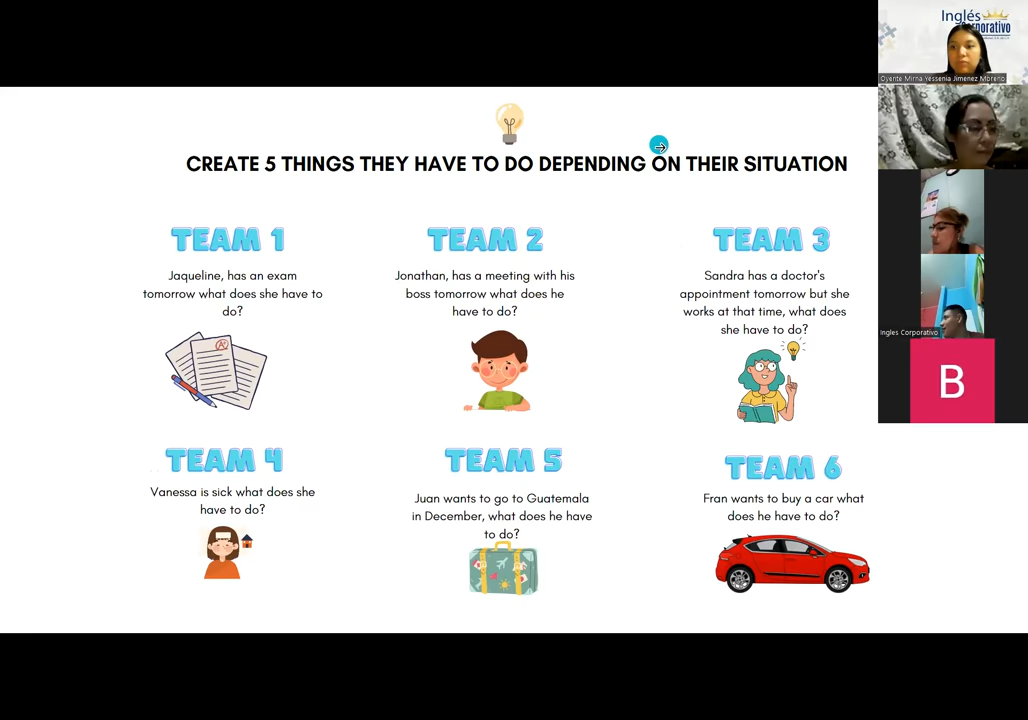 Inglés
Corporativo
Oyente Mirna Yessenia Jimenez Moreno
CREATE 5 THINGS THEY HAVE TO DO DEPENDING ON THEIR SITUATION
TEAM 1
Jaqueline, has an exam
tomorrow what does she have to
do?
TEAM 2
Jonathan, has a meeting with his
boss tomorrow what does he
have to do?
TEAM 3
Sandra has a doctor's
appointment tomorrow but she
works at that time, what does
she have to do?
Ingles Corporativo
B
TEAM 4
Vanessa is sick what does she
have to do?
TEAM 5
Juan wants to go to Guatemala
in December, what does he have
to do?
TEAM 6
Fran wants to buy a car what
does he have to do?